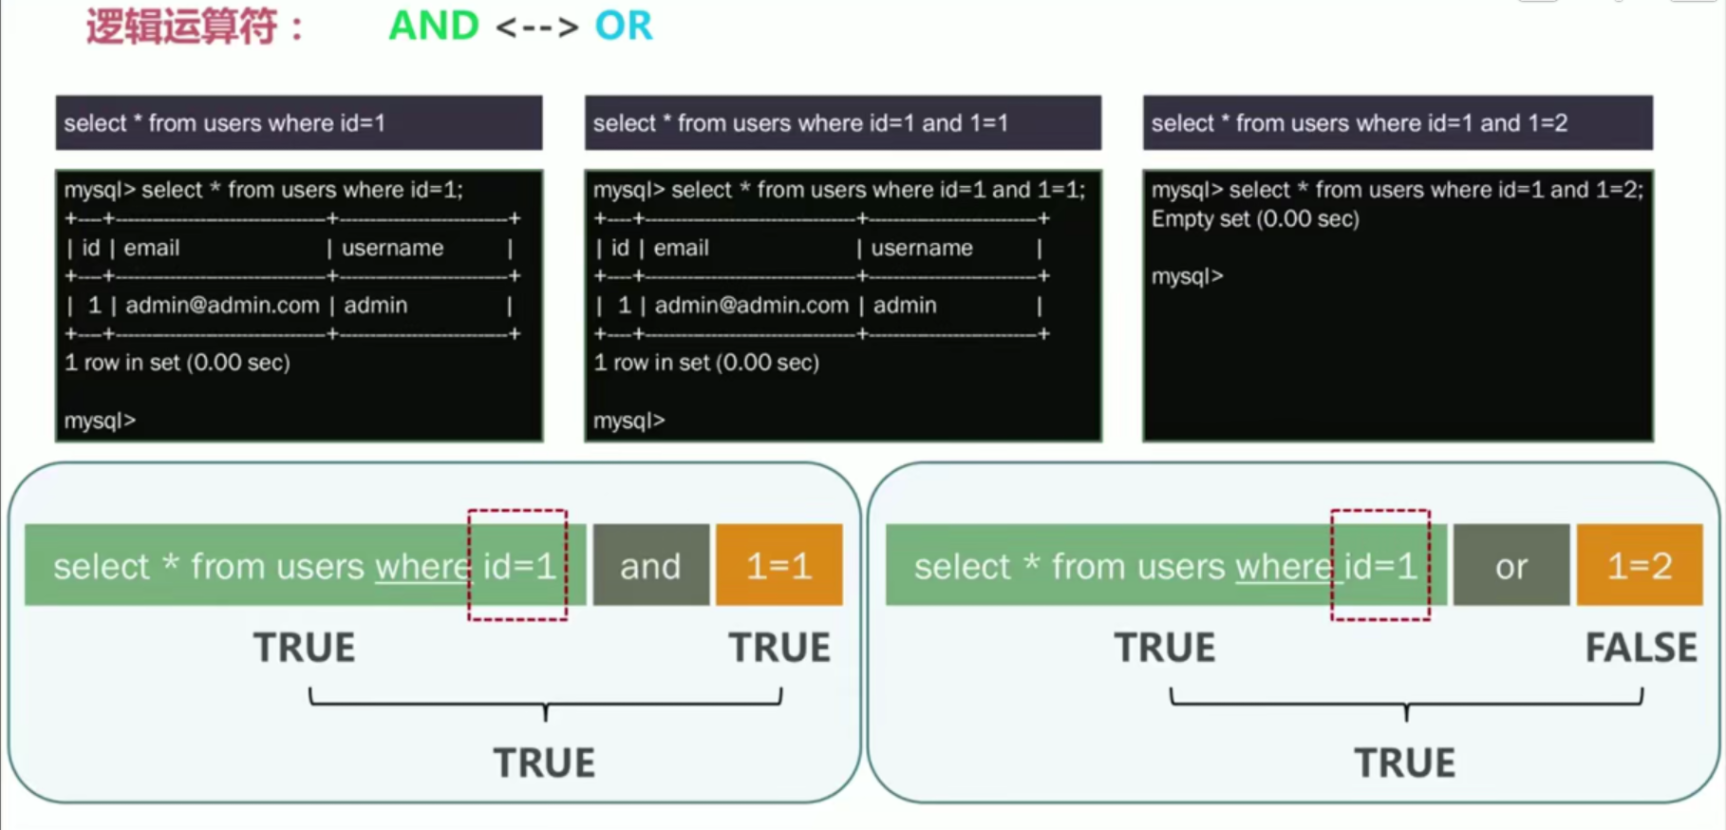 逻辑运算符： AND <--> OR
select * from users where id=1
select * from users where id=1 and 1=1
select * from users where id=1 and 1=2
mysql> select * from users where id=1;
+---+------------------------------+------------------------+
| id | email | username |
+---+------------------------------+------------------------+
| 1 | admin@admin.com | admin |
+---+------------------------------+------------------------+
1 row in set (0.00 sec)
mysql>
mysql> select * from users where id=1 and 1=1;
+---+------------------------------+------------------------+
| id | email | username |
+---+------------------------------+------------------------+
| 1 | admin@admin.com | admin |
+---+------------------------------+------------------------+
1 row in set (0.00 sec)
mysql>
mysql> select * from users where id=1 and 1=2;
Empty set (0.00 sec)
mysql>
select * from users where id=1 and 1=1
TRUE TRUE
TRUE
select * from users where id=1 or 1=2
TRUE FALSE
TRUE